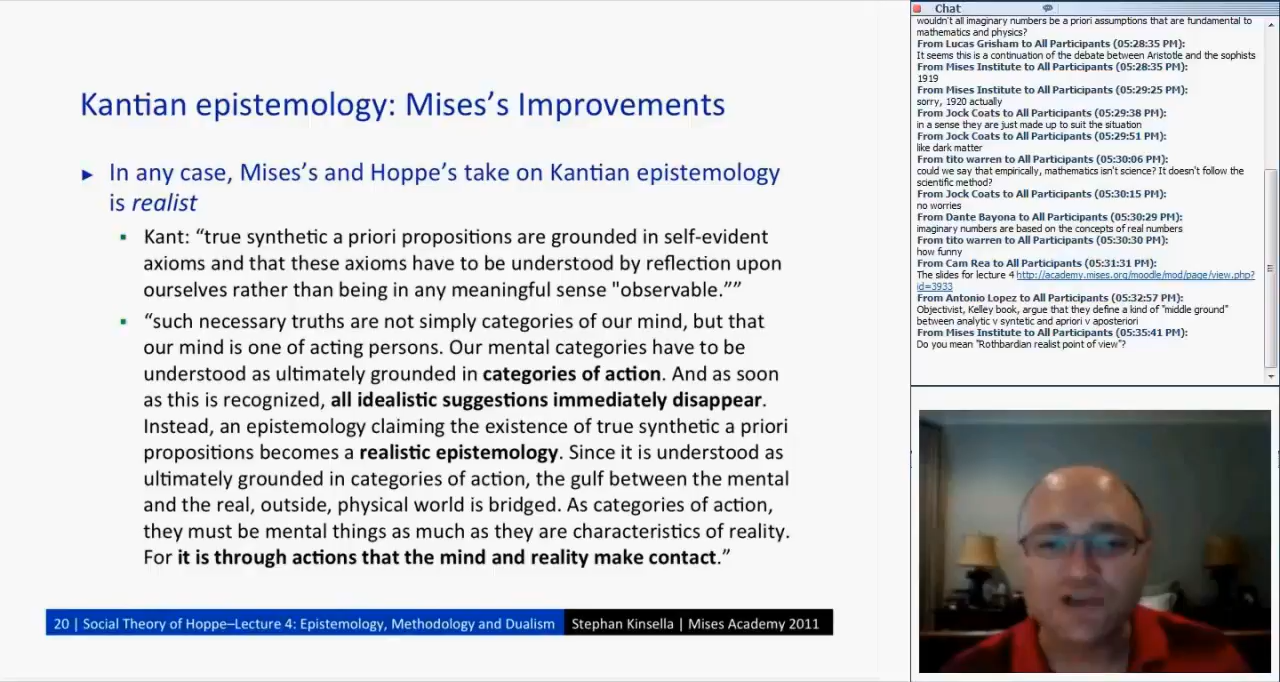 Kantian epistemology: Mises's Improvements
► In any case, Mises's and Hoppe's take on Kantian epistemology
is realist
▪ Kant: “true synthetic a priori propositions are grounded in self-evident
axioms and that these axioms have to be understood by reflection upon
ourselves rather than being in any meaningful sense "observable.””
▪ “such necessary truths are not simply categories of our mind, but that
our mind is one of acting persons. Our mental categories have to be
understood as ultimately grounded in categories of action. And as soon
as this is recognized, all idealistic suggestions immediately disappear.
Instead, an epistemology claiming the existence of true synthetic a priori
propositions becomes a realistic epistemology. Since it is understood as
ultimately grounded in categories of action, the gulf between the mental
and the real, outside, physical world is bridged. As categories of action,
they must be mental things as much as they are characteristics of reality.
For it is through actions that the mind and reality make contact.”
20 | Social Theory of Hoppe–Lecture 4: Epistemology, Methodology and Dualism Stephan Kinsella | Mises Academy 2011
Chat
wouldn't all imaginary numbers be a priori assumptions that are fundamental to
mathematics and physics?
From Lucas Grisham to All Participants (05:28:35 PM):
It seems this is a continuation of the debate between Aristotle and the sophists
From Mises Institute to All Participants (05:28:35 PM):
1919
From Mises Institute to All Participants (05:29:25 PM):
sorry, 1920 actually
From Jock Coats to All Participants (05:29:38 PM):
in a sense they are just made up to suit the situation
From Jock Coats to All Participants (05:29:51 PM):
like dark matter
From tito warren to All Participants (05:30:06 PM):
could we say that empirically, mathematics isn't science? It doesn't follow the
scientific method?
From Jock Coats to All Participants (05:30:15 PM):
no worries
From Dante Bayona to All Participants (05:30:29 PM):
imaginary numbers are based on the concepts of real numbers
From tito warren to All Participants (05:30:30 PM):
how funny
From Cam Rea to All Participants (05:31:31 PM):
The slides for lecture 4 http://academy.mises.org/moodle/mod/page/view.php?
id=3933
From Antonio Lopez to All Participants (05:32:57 PM):
Objectivist, Kelley book, argue that they define a kind of "middle ground"
between analytic v syntetic and apriori v aposteriori
From Mises Institute to All Participants (05:35:41 PM):
Do you mean "Rothbardian realist point of view"?